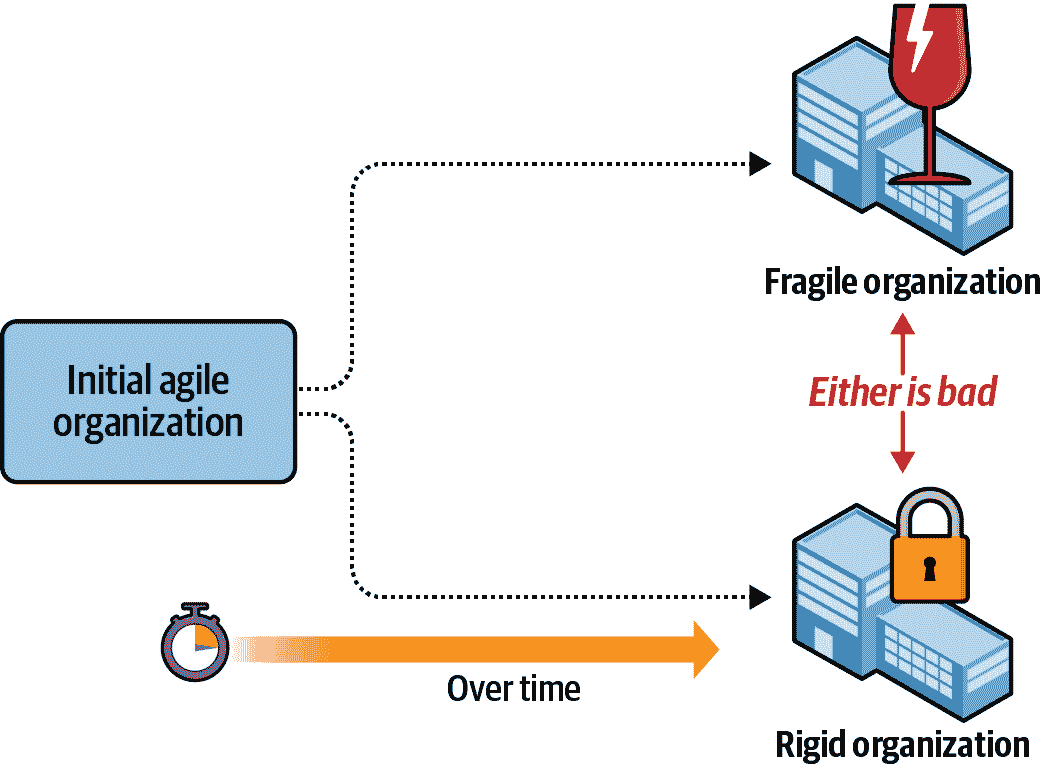 Fragile organization
Initial agile
organization
Either is bad
Over time
Rigid organization